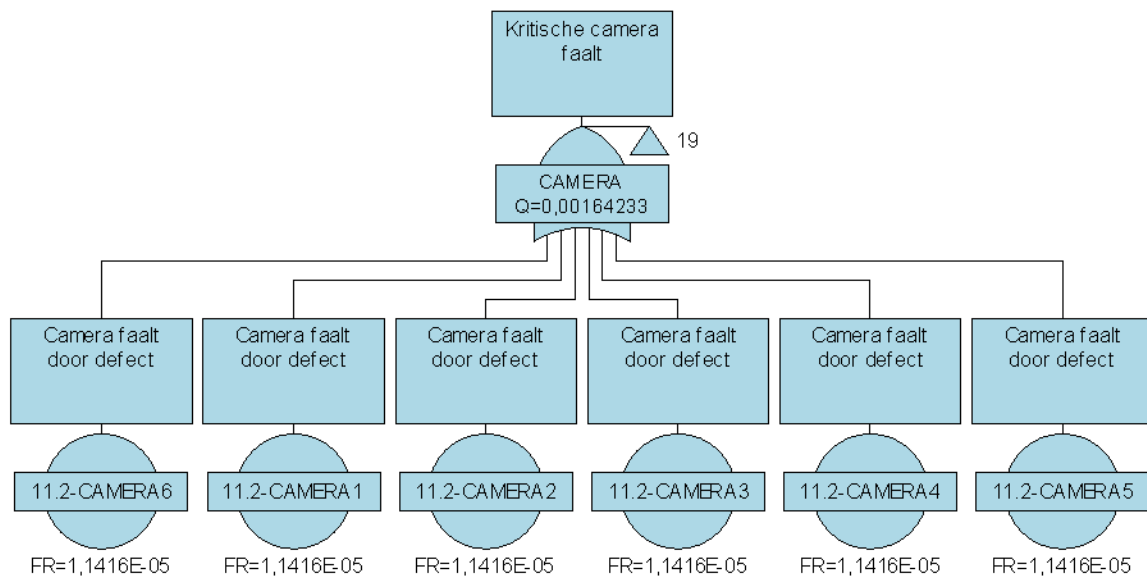 Kritische camera
faalt
19
CAMERA
Q=0,00164233
Camera faalt
door defect
Camera faalt
door defect
Camera faalt
door defect
Camera faalt
door defect
Camera faalt
door defect
Camera faalt
door defect
11.2-CAMERA6
11.2-CAMERA1
11.2-CAMERA2
11.2-CAMERA3
11.2-CAMERA4
11.2-CAMERA5
FR=1,1416E-05
FR=1,1416E-05
FR=1,1416E-05
FR=1,1416E-05
FR=1,1416E-05
FR=1,1416E-05